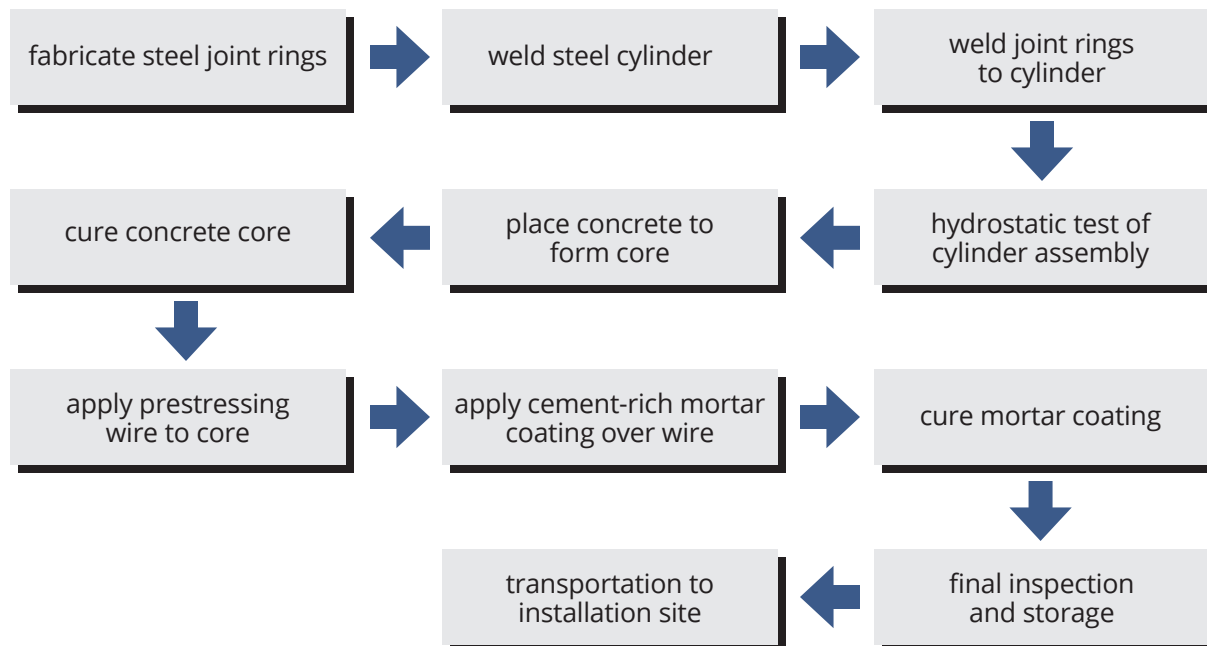 fabricate steel joint rings
weld steel cylinder
weld joint rings
to cylinder
hydrostatic test of
cylinder assembly
place concrete to
form core
cure concrete core
apply prestressing
wire to core
apply cement-rich mortar
coating over wire
cure mortar coating
final inspection
and storage
transportation to
installation site